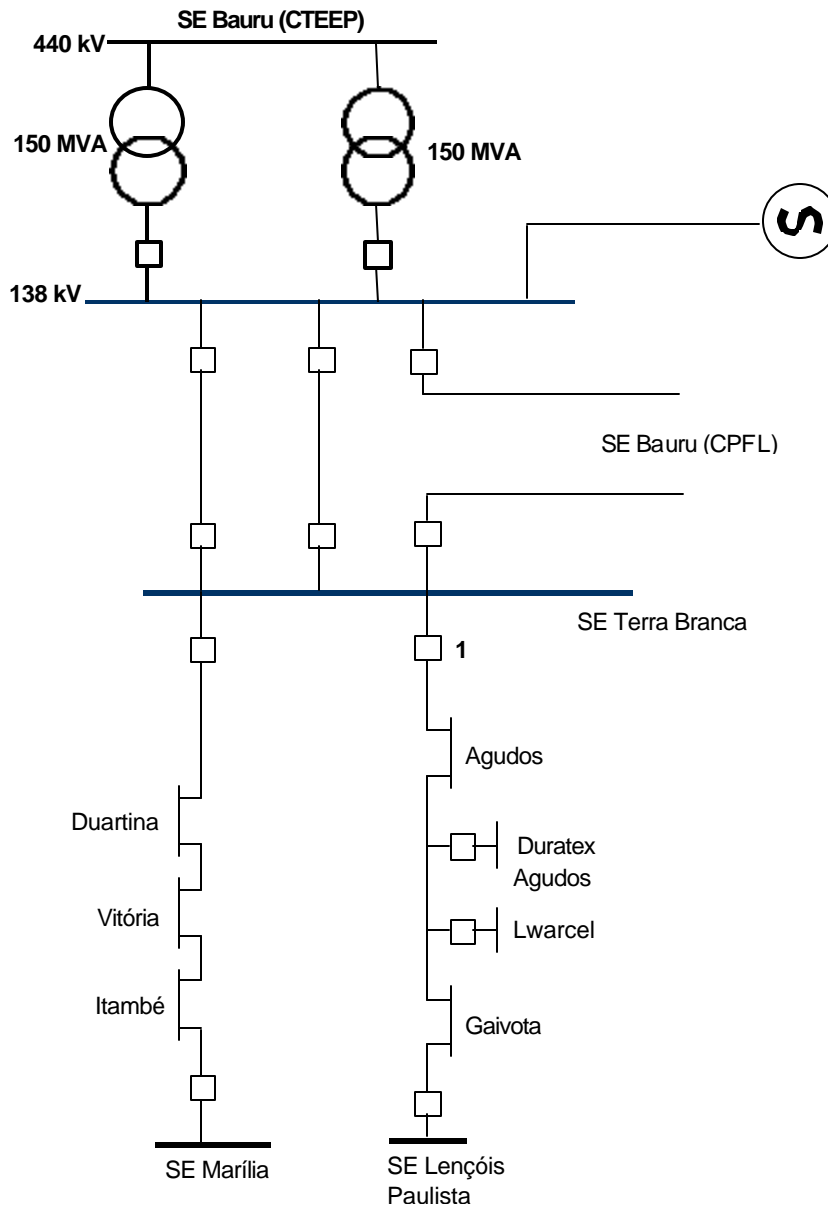 SE Bauru (CTEEP)
440 kV
150 MVA
150 MVA
S
138 kV
SE Bauru (CPFL)
SE Terra Branca
1
Agudos
Duartina
Duratex
Agudos
Vitória
Lwarcel
Itambé
Gaivota
SE Marília
SE Lençóis
Paulista